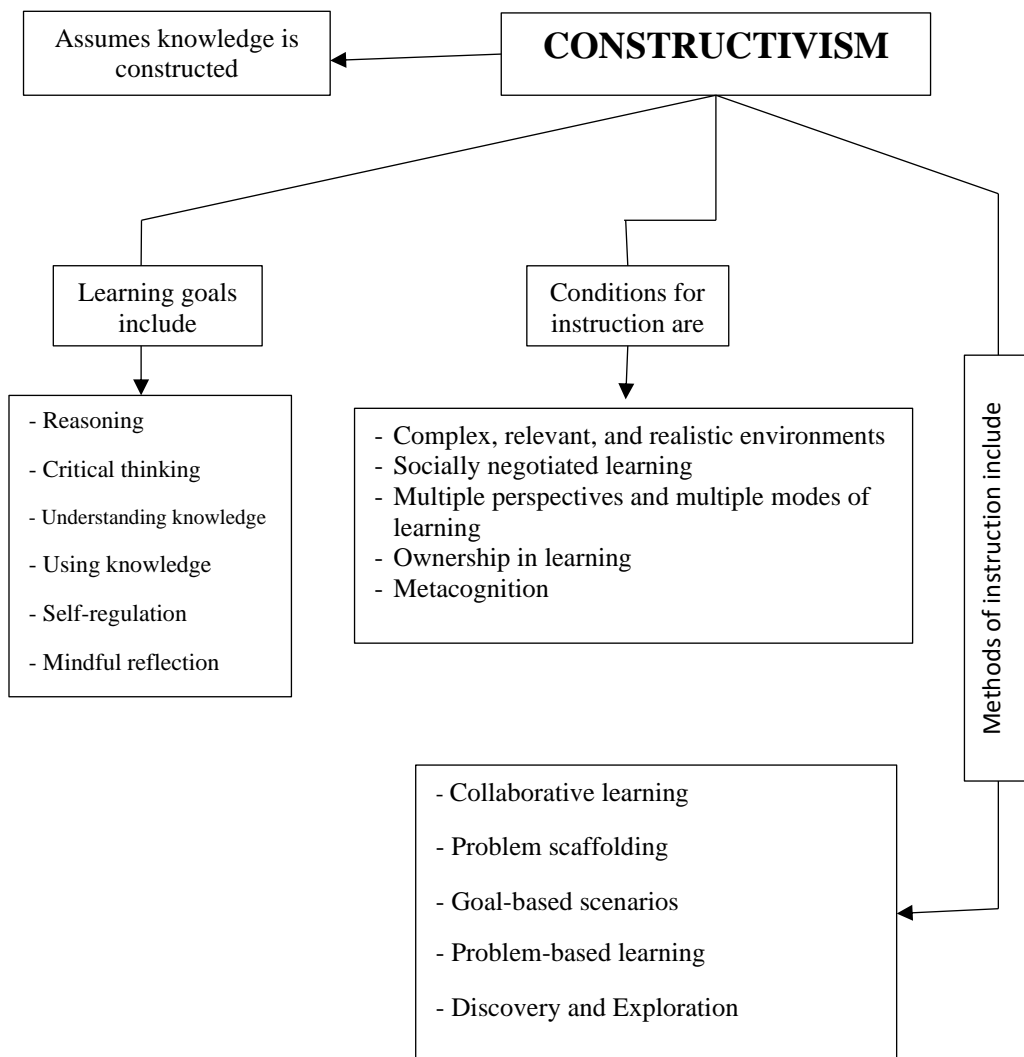 Assumes knowledge is
constructed
CONSTRUCTIVISM
Learning goals
include
Conditions for
instruction are
Methods of instruction include
- Reasoning
- Critical thinking
- Understanding knowledge
- Using knowledge
- Self-regulation
- Mindful reflection
- Complex, relevant, and realistic environments
- Socially negotiated learning
- Multiple perspectives and multiple modes of
learning
- Ownership in learning
- Metacognition
- Collaborative learning
- Problem scaffolding
- Goal-based scenarios
- Problem-based learning
- Discovery and Exploration